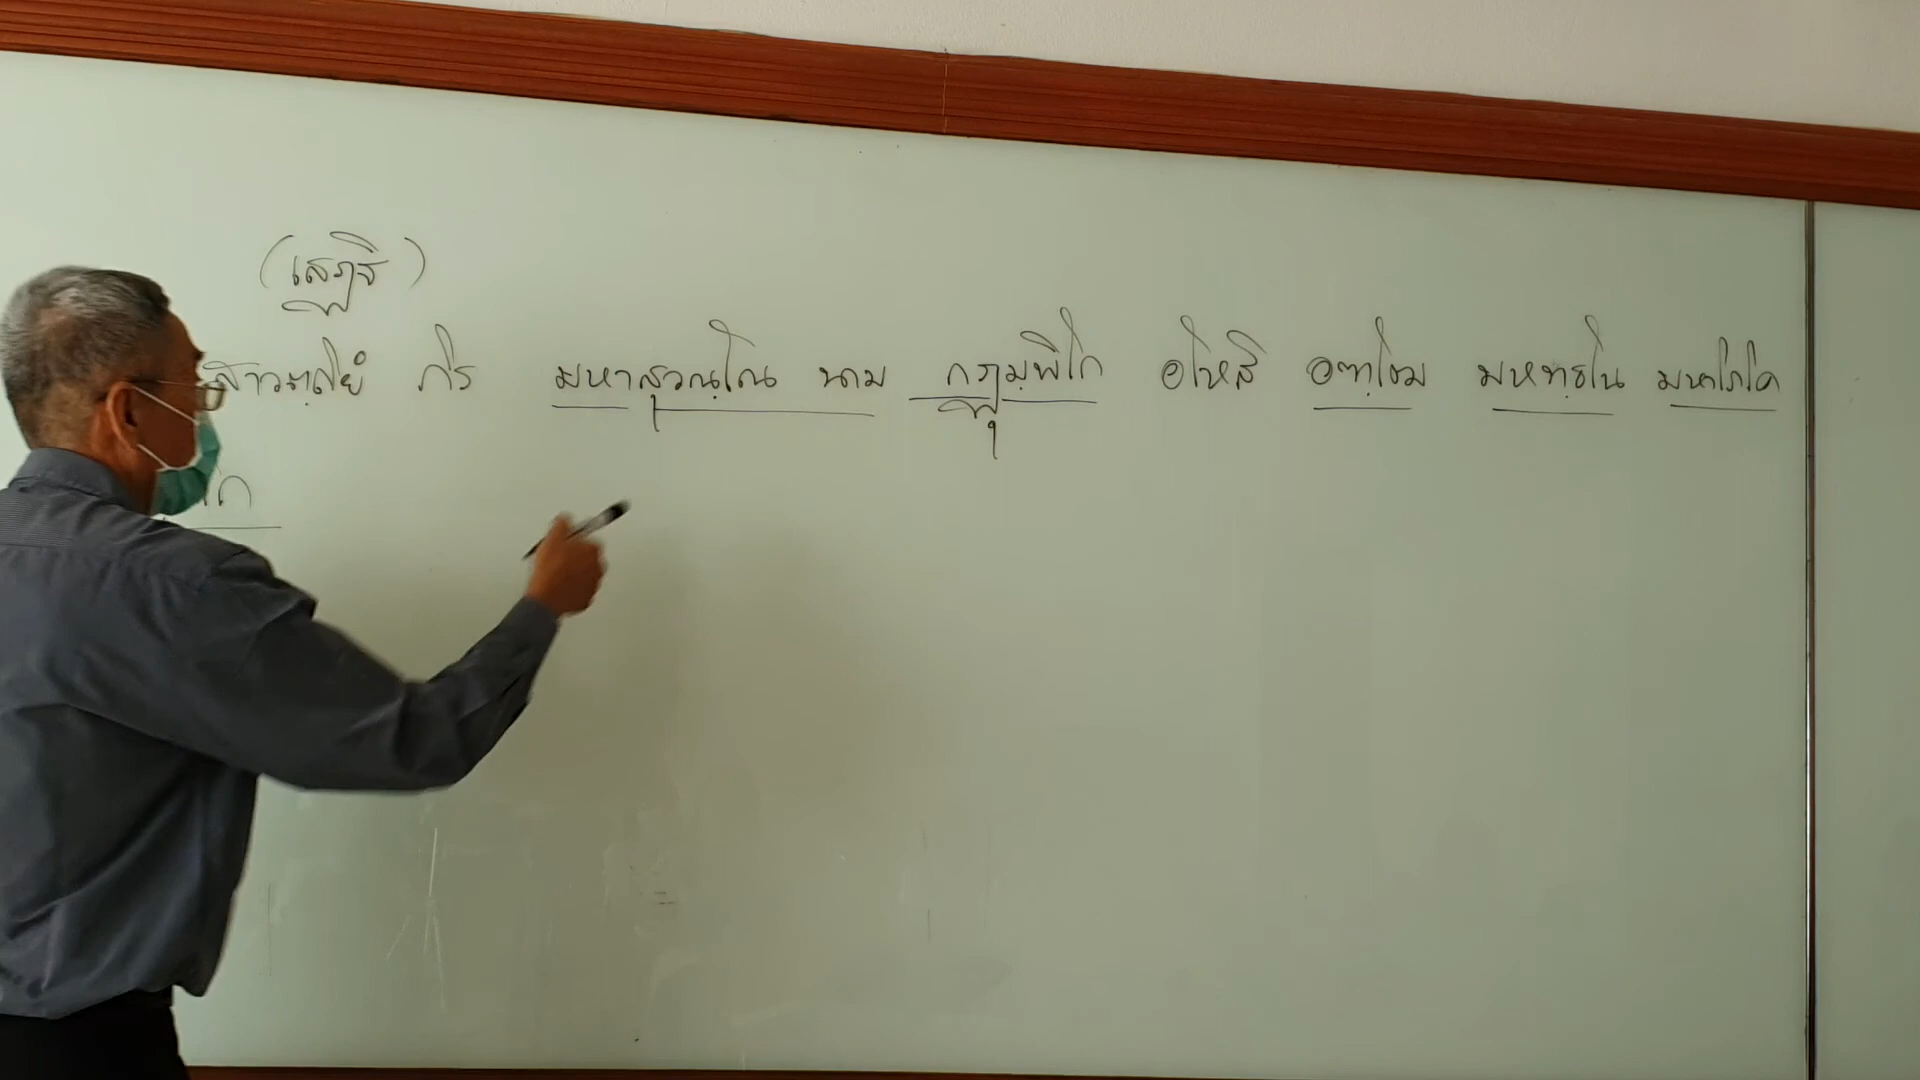 (เสฏฺฐิ)
สาวตฺถิยํ กิร มหาสุวณฺโณ นาม กุฏุมฺพิโก อโหสิ อฑฺโฒ มหทฺธโน มหาโภโค